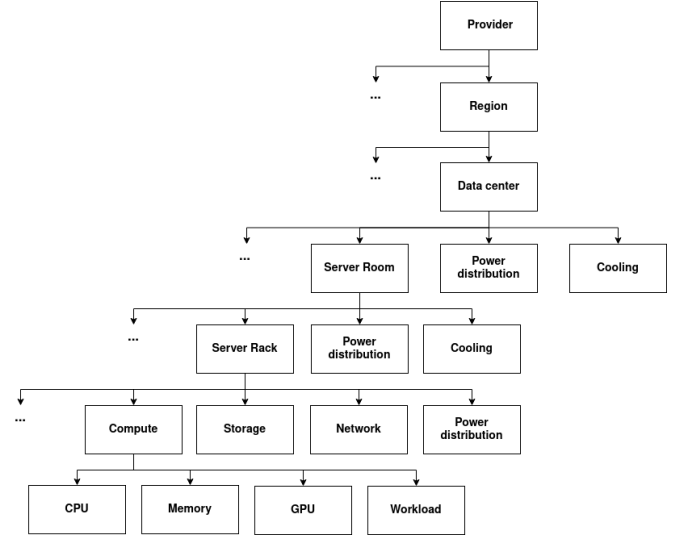 Provider
...
Region
...
Data center
...
Server Room
Power
distribution
Cooling
...
Server Rack
Power
distribution
Cooling
...
Compute
Storage
Network
Power
distribution
CPU
Memory
GPU
Workload